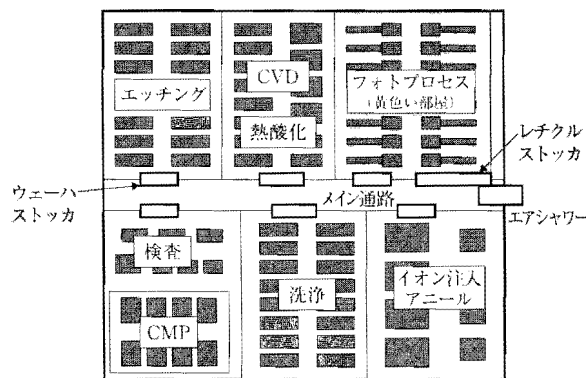 エッチング
CVD
熱酸化
フォトプロセス
(黄色い部屋)
レチクル
ストッカ
ウェーハ
ストッカ
メイン通路
エアシャワー
検査
CMP
洗浄
イオン注入
アニール